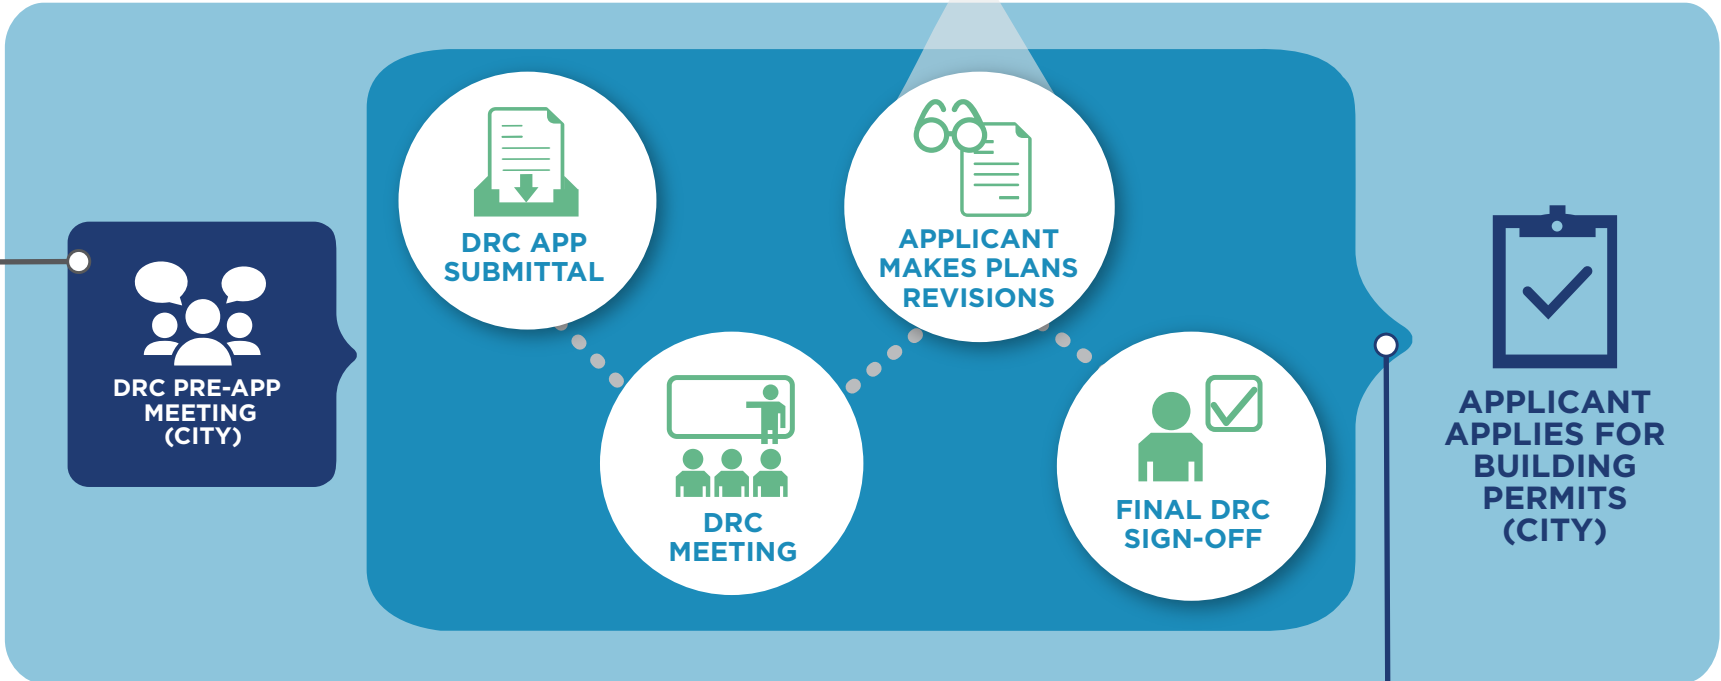 DRC PRE-APP
MEETING
(CITY)
DRC APP
SUBMITTAL
DRC
MEETING
APPLICANT
MAKES PLANS
REVISIONS
FINAL DRC
SIGN-OFF
APPLICANT
APPLIES FOR
BUILDING
PERMITS
(CITY)